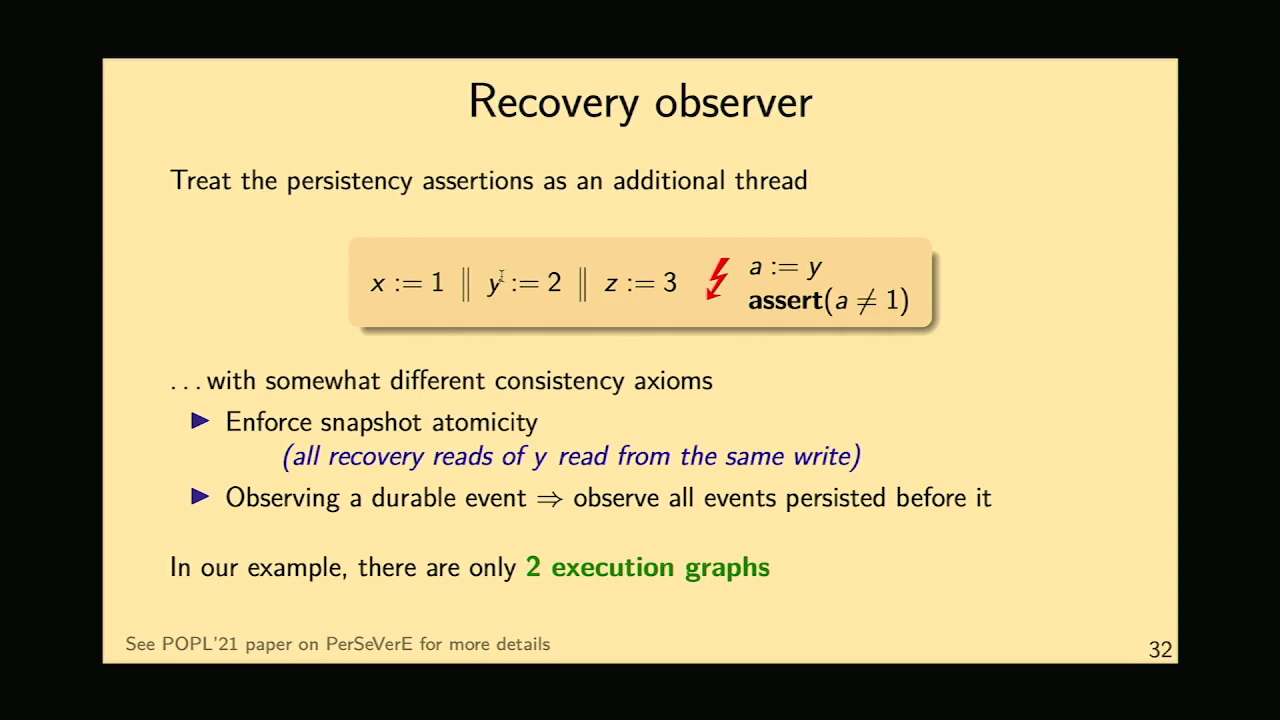 Recovery observer
Treat the persistency assertions as an additional thread
x := 1 ∥ y := 2 ∥ z := 3
a := y
assert(a ≠ 1)
. . . with somewhat different consistency axioms
▶ Enforce snapshot atomicity
(all recovery reads of y read from the same write)
▶ Observing a durable event ⇒ observe all events persisted before it
In our example, there are only 2 execution graphs
See POPL'21 paper on PerSeVerE for more details
32